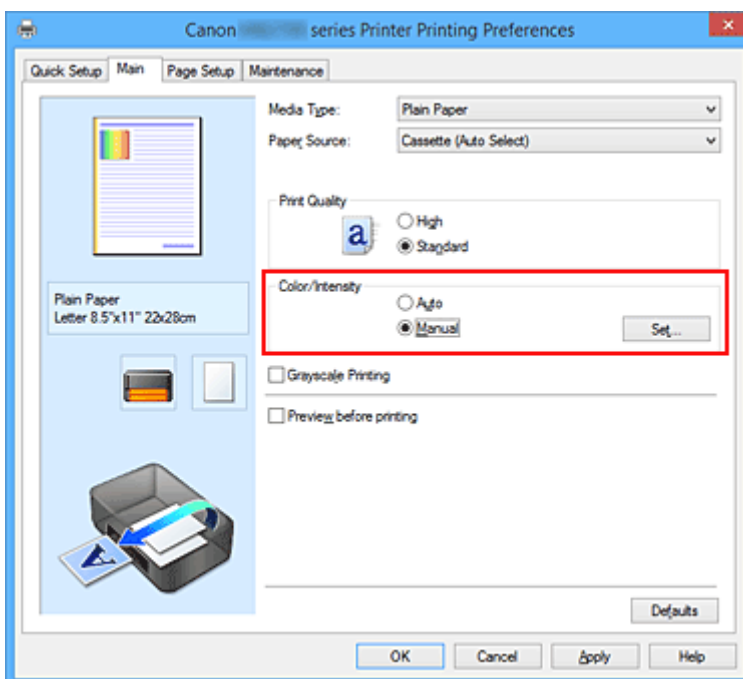 Canon series Printer Printing Preferences
Quick Setup Main Page Setup Maintenance
Media Type: Plain Paper
Paper Source: Cassette (Auto Select)
Print Quality
a
High
Standard
Color/Intensity
Auto
Manual
Set...
Plain Paper
Letter 8.5"x11" 22x28cm
Grayscale Printing
Preview before printing
A
Defaults
OK Cancel Apply Help